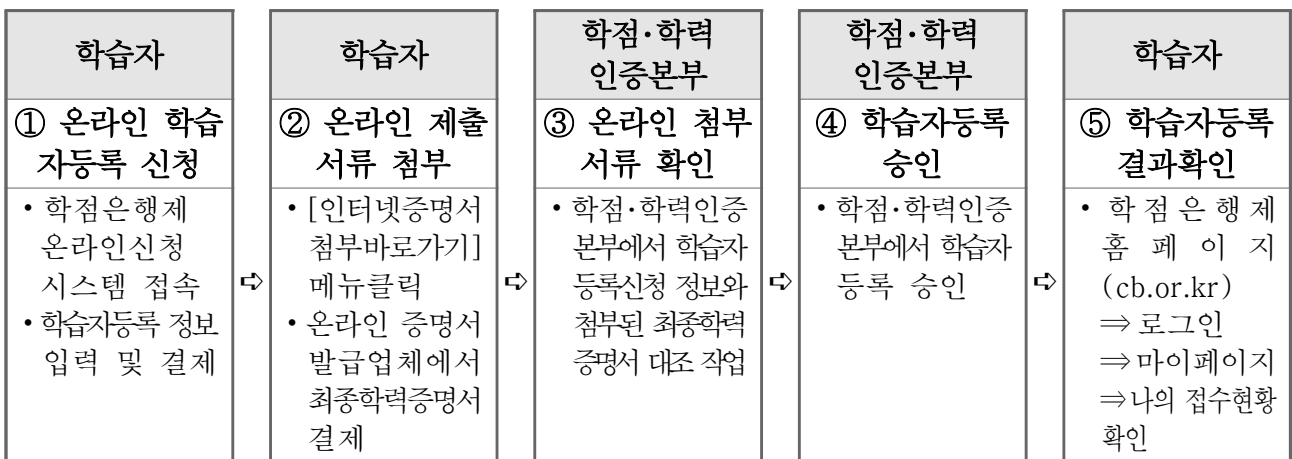 학습자
① 온라인 학습
자등록 신청
• 학점은행제
온라인신청
시스템 접속
• 학습자등록 정보
입력 및 결제
➪
학습자
② 온라인 제출
서류 첨부
• [인터넷증명서
첨부바로가기]
메뉴클릭
• 온라인 증명서
발급업체에서
최종학력증명서
결제
➪
학점·학력
인증본부
③ 온라인 첨부
서류 확인
• 학점·학력인증
본부에서 학습자
등록신청 정보와
첨부된 최종학력
증명서 대조 작업
➪
학점·학력
인증본부
④ 학습자등록
승인
• 학점·학력인증
본부에서 학습자
등록 승인
➪
학습자
⑤ 학습자등록
결과확인
• 학점은행제
홈페이지
(cb.or.kr)
⇒ 로그인
⇒마이페이지
⇒나의 접수현황
확인